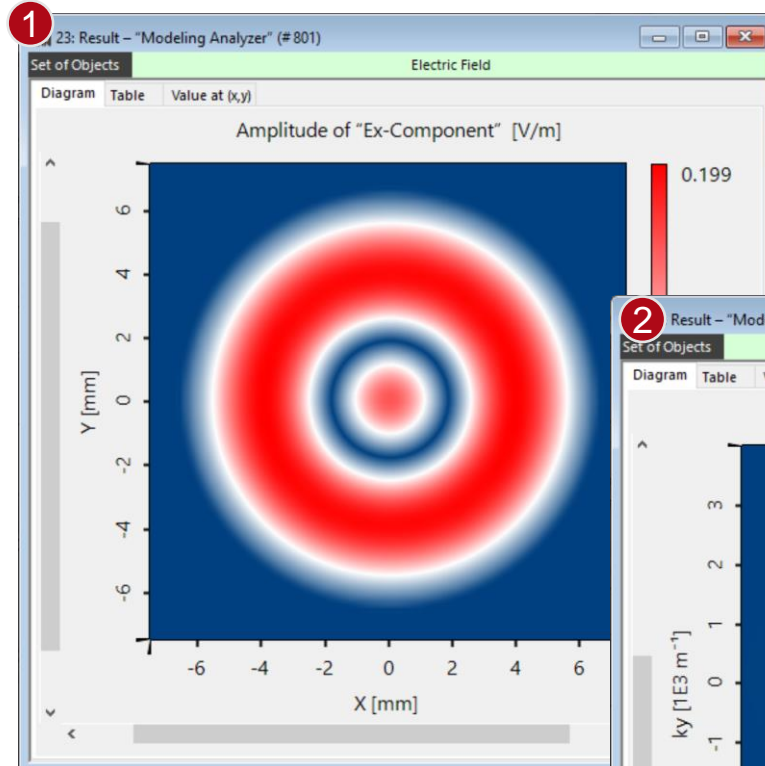 1
23: Result – “Modeling Analyzer” (#801)
Set of Objects
Electric Field
Diagram Table Value at (x,y)
Amplitude of “Ex-Component” [V/m]
0.199
6
4
2
0
-2
-4
-6
Y [mm]
-6 -4 -2 0 2 4 6
X [mm]
2
Result – “Mod
Set of Objects
Diagram Table
3
2
1
0
-1
ky [1E3 m⁻¹]